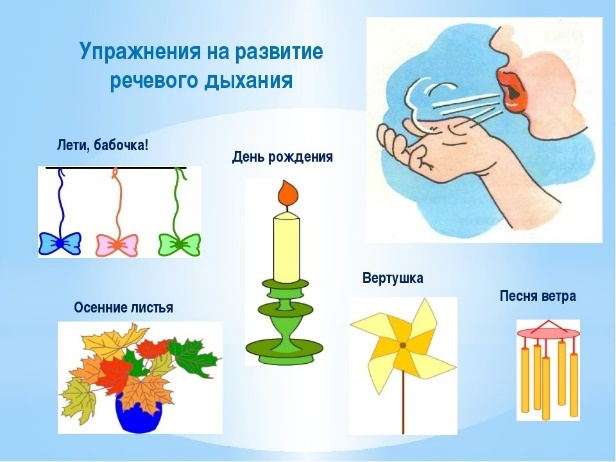 Упражнения на развитие
речевого дыхания
Лети, бабочка!
День рождения
Вертушка
Песня ветра
Осенние листья